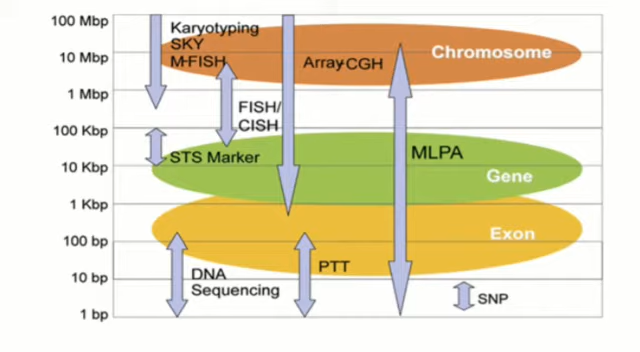 100 Mbp
10 Mbp
1 Mbp
100 Kbp
10 Kbp
1 Kbp
100 bp
10 bp
1 bp
Karyotyping
SKY
M-FISH
Array-CGH
Chromosome
FISH/
CISH
STS Marker
MLPA
Gene
Exon
DNA
Sequencing
PTT
SNP